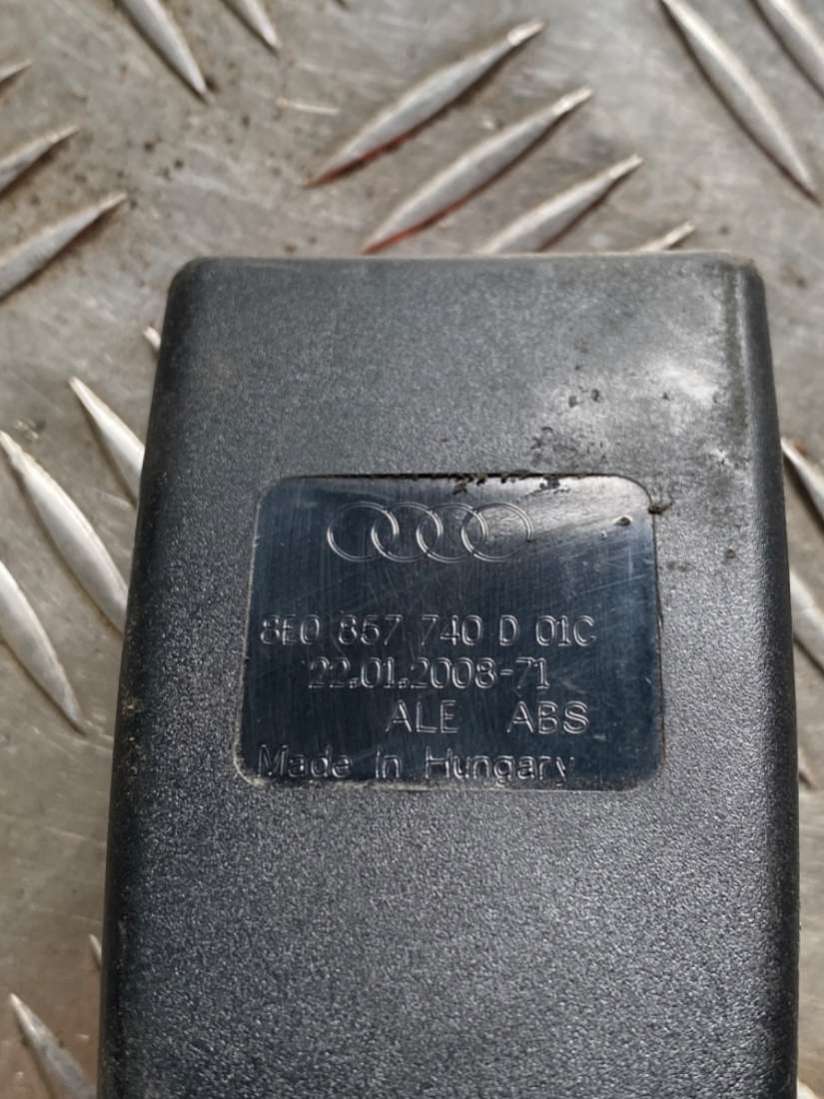 8E0 857 740 D 01C
22.01.2008-71
ALE ABS
Made in Hungary